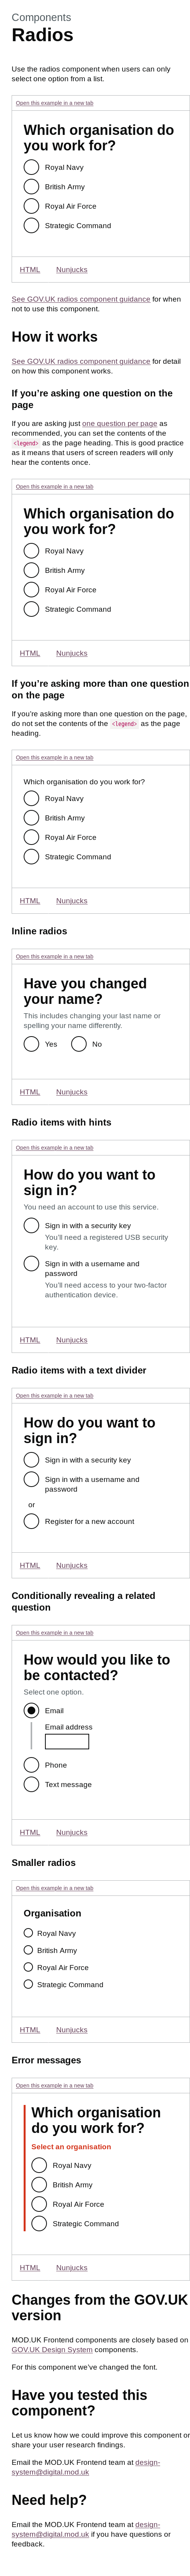 Components
Radios
Use the radios component when users can only
select one option from a list.
Open this example in a new tab
Which organisation do
you work for?
Royal Navy
British Army
Royal Air Force
Strategic Command
HTML Nunjucks
See GOV.UK radios component guidance for when
not to use this component.
How it works
See GOV.UK radios component guidance for detail
on how this component works.
If you're asking one question on the
page
If you are asking just one question per page as
recommended, you can set the contents of the
<legend> as the page heading. This is good practice
as it means that users of screen readers will only
hear the contents once.
Open this example in a new tab
Which organisation do
you work for?
Royal Navy
British Army
Royal Air Force
Strategic Command
HTML Nunjucks
If you're asking more than one question
on the page
If you're asking more than one question on the page,
do not set the contents of the <legend> as the page
heading.
Open this example in a new tab
Which organisation do you work for?
Royal Navy
British Army
Royal Air Force
Strategic Command
HTML Nunjucks
Inline radios
Open this example in a new tab
Have you changed
your name?
This includes changing your last name or
spelling your name differently.
Yes No
HTML Nunjucks
Radio items with hints
Open this example in a new tab
How do you want to
sign in?
You need an account to use this service.
Sign in with a security key
You'll need a registered USB security
key.
Sign in with a username and
password
You'll need access to your two-factor
authentication device.
HTML Nunjucks
Radio items with a text divider
Open this example in a new tab
How do you want to
sign in?
Sign in with a security key
Sign in with a username and
password
or
Register for a new account
HTML Nunjucks
Conditionally revealing a related
question
Open this example in a new tab
How would you like to
be contacted?
Select one option.
Email
Email address
Phone
Text message
HTML Nunjucks
Smaller radios
Open this example in a new tab
Organisation
Royal Navy
British Army
Royal Air Force
Strategic Command
HTML Nunjucks
Error messages
Open this example in a new tab
Which organisation
do you work for?
Select an organisation
Royal Navy
British Army
Royal Air Force
Strategic Command
HTML Nunjucks
Changes from the GOV.UK
version
MOD.UK Frontend components are closely based on
GOV.UK Design System components.
For this component we've changed the font.
Have you tested this
component?
Let us know how we could improve this component or
share your user research findings.
Email the MOD.UK Frontend team at design-
system@digital.mod.uk
Need help?
Email the MOD.UK Frontend team at design-
system@digital.mod.uk if you have questions or
feedback.